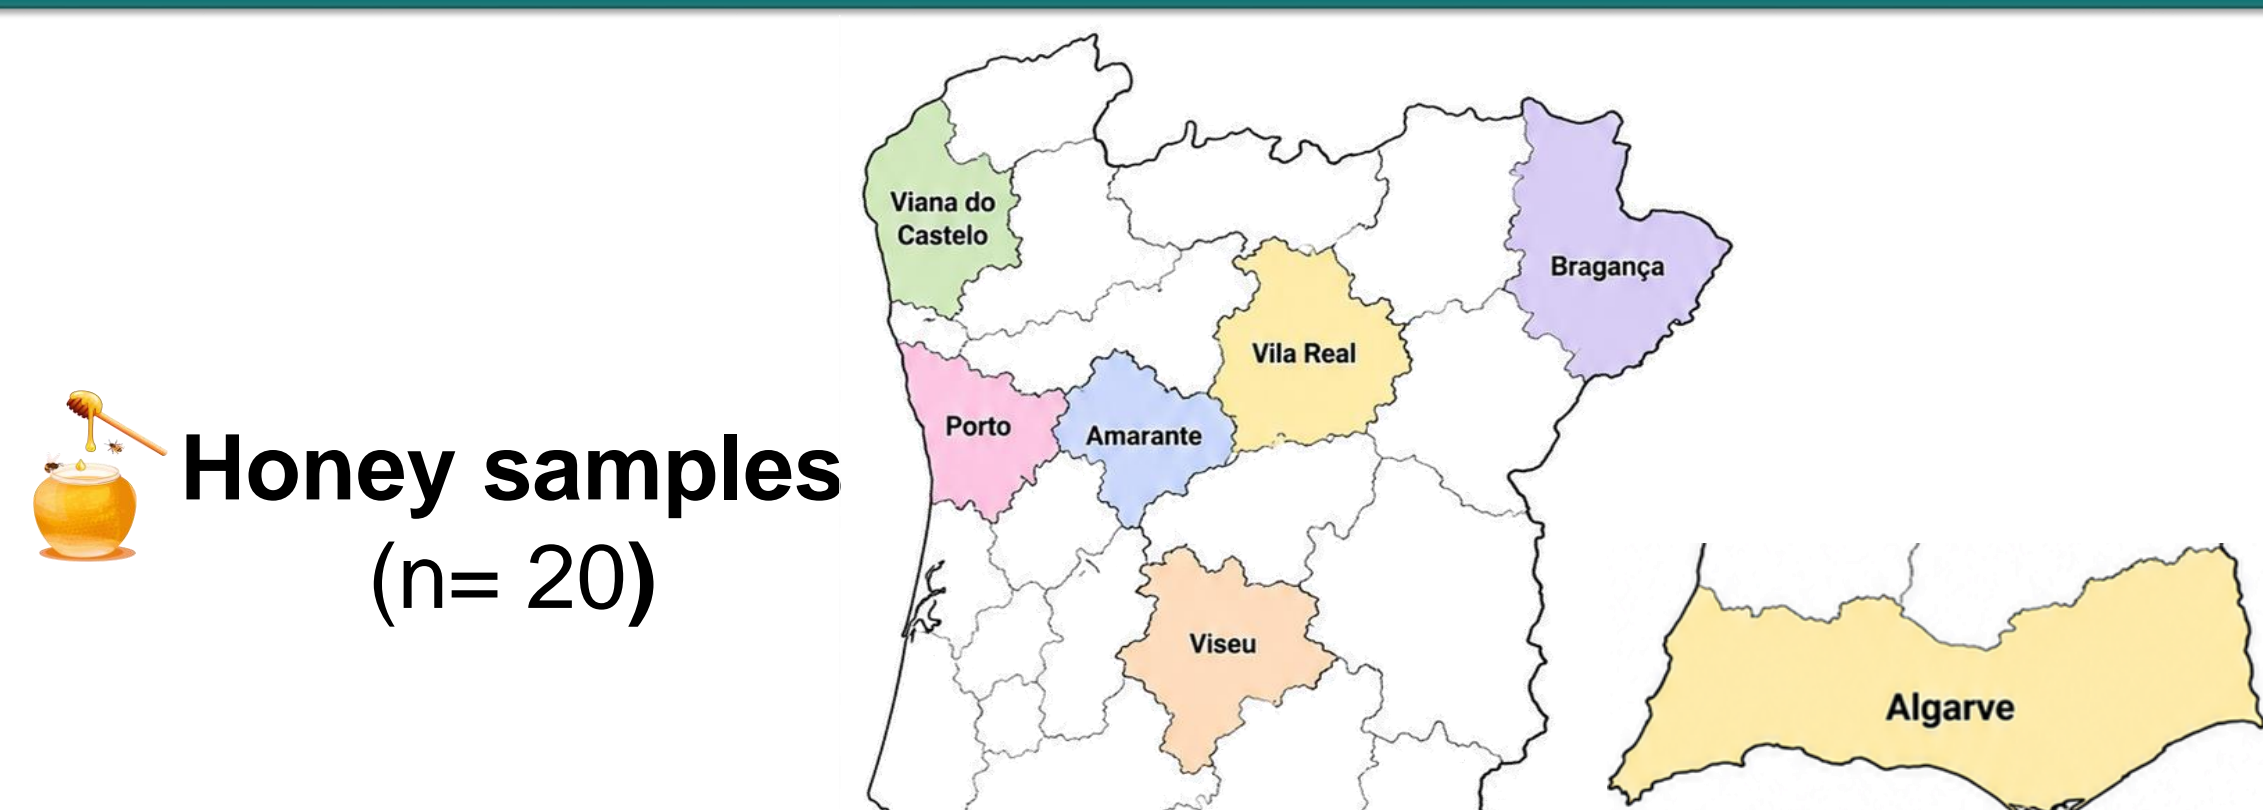 Honey samples
(n= 20)
Viana do
Castelo
Bragança
Vila Real
Porto
Amarante
Viseu
Algarve